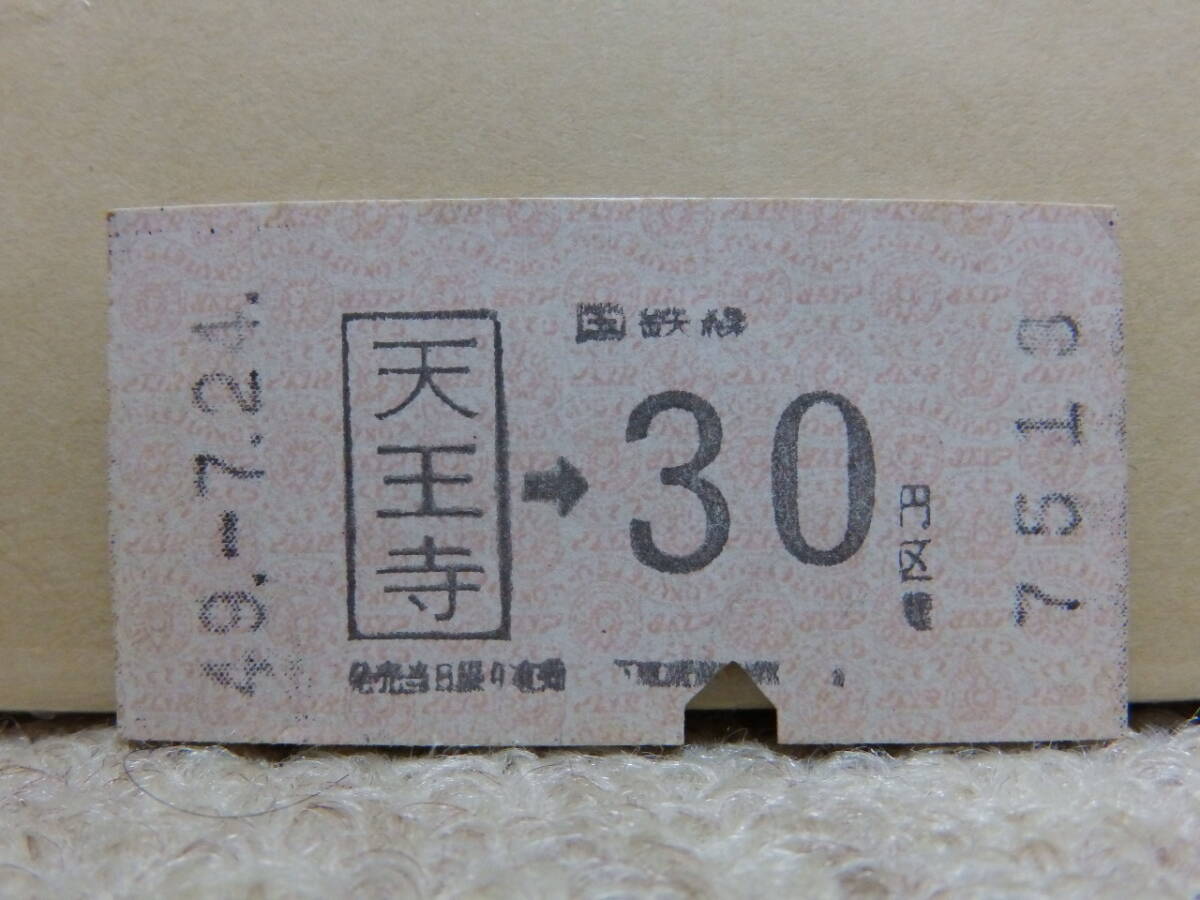 49.-7.24.
天王寺
国鉄線
➡ 30 円区間
発売当日限り有効
7519